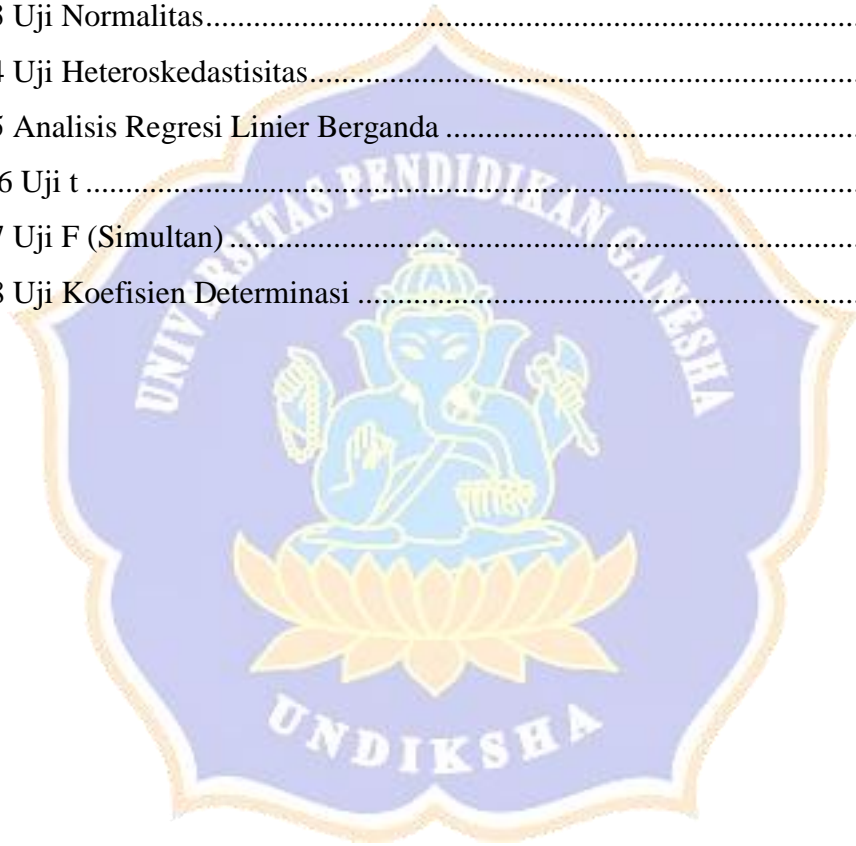 3 Uji Normalitas
4 Uji Heteroskedastisitas
5 Analisis Regresi Linier Berganda
6 Uji t
7 Uji F (Simultan)
8 Uji Koefisien Determinasi
UNIVERSITAS PENDIDIKAN GANESHA
UNDIKSHA